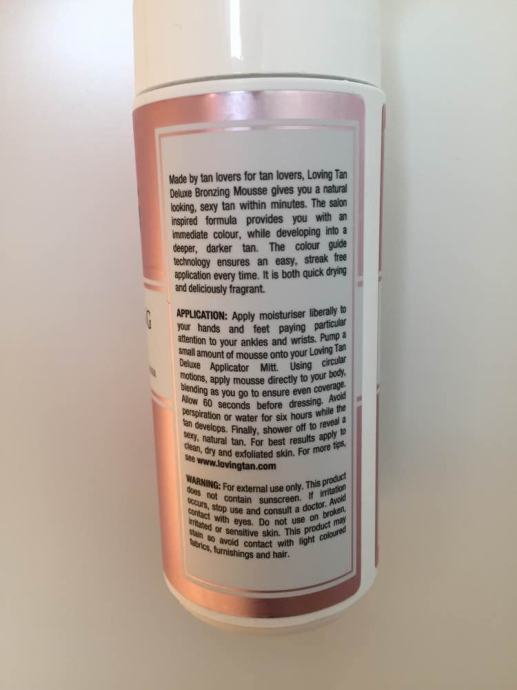 Made by tan lovers for tan lovers, Loving Tan
Deluxe Bronzing Mousse gives you a natural
looking, sexy tan within minutes. The salon
inspired formula provides you with an
immediate colour, while developing into a
deeper, darker tan. The colour guide
technology ensures an easy, streak free
application every time. It is both quick drying
and deliciously fragrant.
APPLICATION: Apply moisturiser liberally to
your hands and feet paying particular
attention to your ankles and wrists. Pump a
small amount of mousse onto your Loving Tan
Deluxe Applicator Mitt. Using circular
motions, apply mousse directly to your body,
blending as you go to ensure even coverage.
Allow 60 seconds before dressing. Avoid
perspiration or water for six hours while the
tan develops. Finally, shower off to reveal a
sexy, natural tan. For best results apply to
clean, dry and exfoliated skin. For more tips,
see www.lovingtan.com
WARNING: For external use only. This product
does not contain sunscreen. If irritation
occurs, stop use and consult a doctor. Avoid
contact with eyes. Do not use on broken,
irritated or sensitive skin. This product may
stain so avoid contact with light coloured
fabrics, furnishings and hair.
G